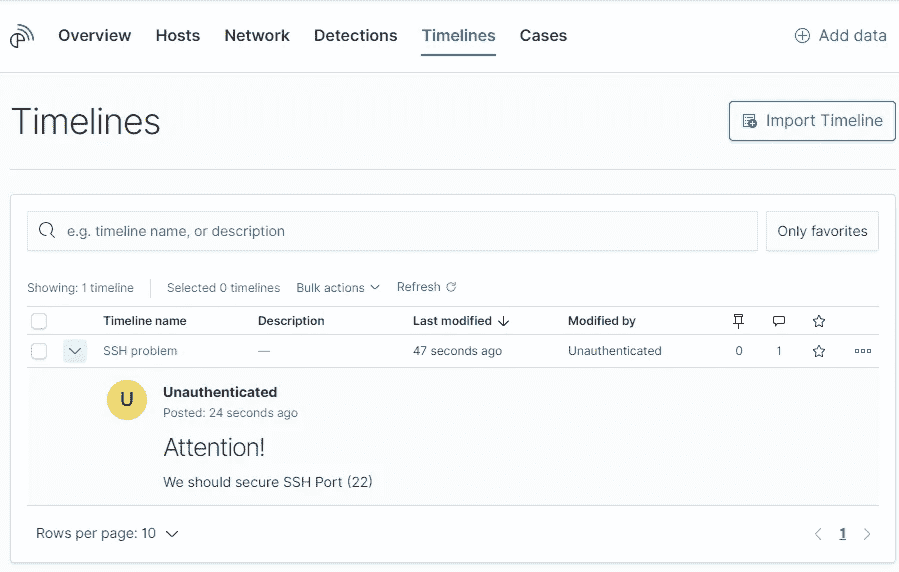 Overview Hosts Network Detections Timelines Cases Add data
Timelines
Import Timeline
e.g. timeline name, or description
Only favorites
Showing: 1 timeline Selected 0 timelines Bulk actions Refresh
Timeline name Description Last modified Modified by
SSH problem — 47 seconds ago Unauthenticated 0 1
U
Unauthenticated
Posted: 24 seconds ago
Attention!
We should secure SSH Port (22)
Rows per page: 10
1